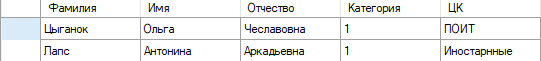 Фамилия Имя Отчество Категория ЦК
Цыганок Ольга Чеславовна 1 ПОИТ
Лапс Антонина Аркадьевна 1 Иностарнные